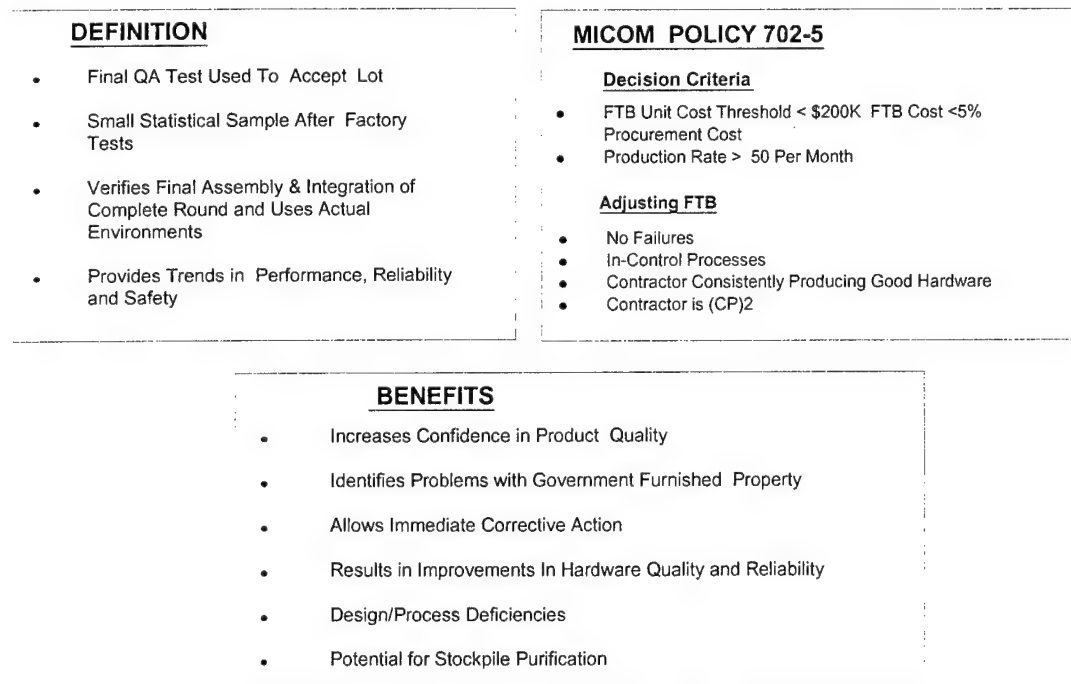 DEFINITION
• Final QA Test Used To Accept Lot
• Small Statistical Sample After Factory
Tests
• Verifies Final Assembly & Integration of
Complete Round and Uses Actual
Environments
• Provides Trends in Performance, Reliability
and Safety
MICOM POLICY 702-5
Decision Criteria
• FTB Unit Cost Threshold < $200K FTB Cost <5%
Procurement Cost
• Production Rate > 50 Per Month
Adjusting FTB
• No Failures
• In-Control Processes
• Contractor Consistently Producing Good Hardware
• Contractor is (CP)2
BENEFITS
• Increases Confidence in Product Quality
• Identifies Problems with Government Furnished Property
• Allows Immediate Corrective Action
• Results in Improvements In Hardware Quality and Reliability
• Design/Process Deficiencies
• Potential for Stockpile Purification